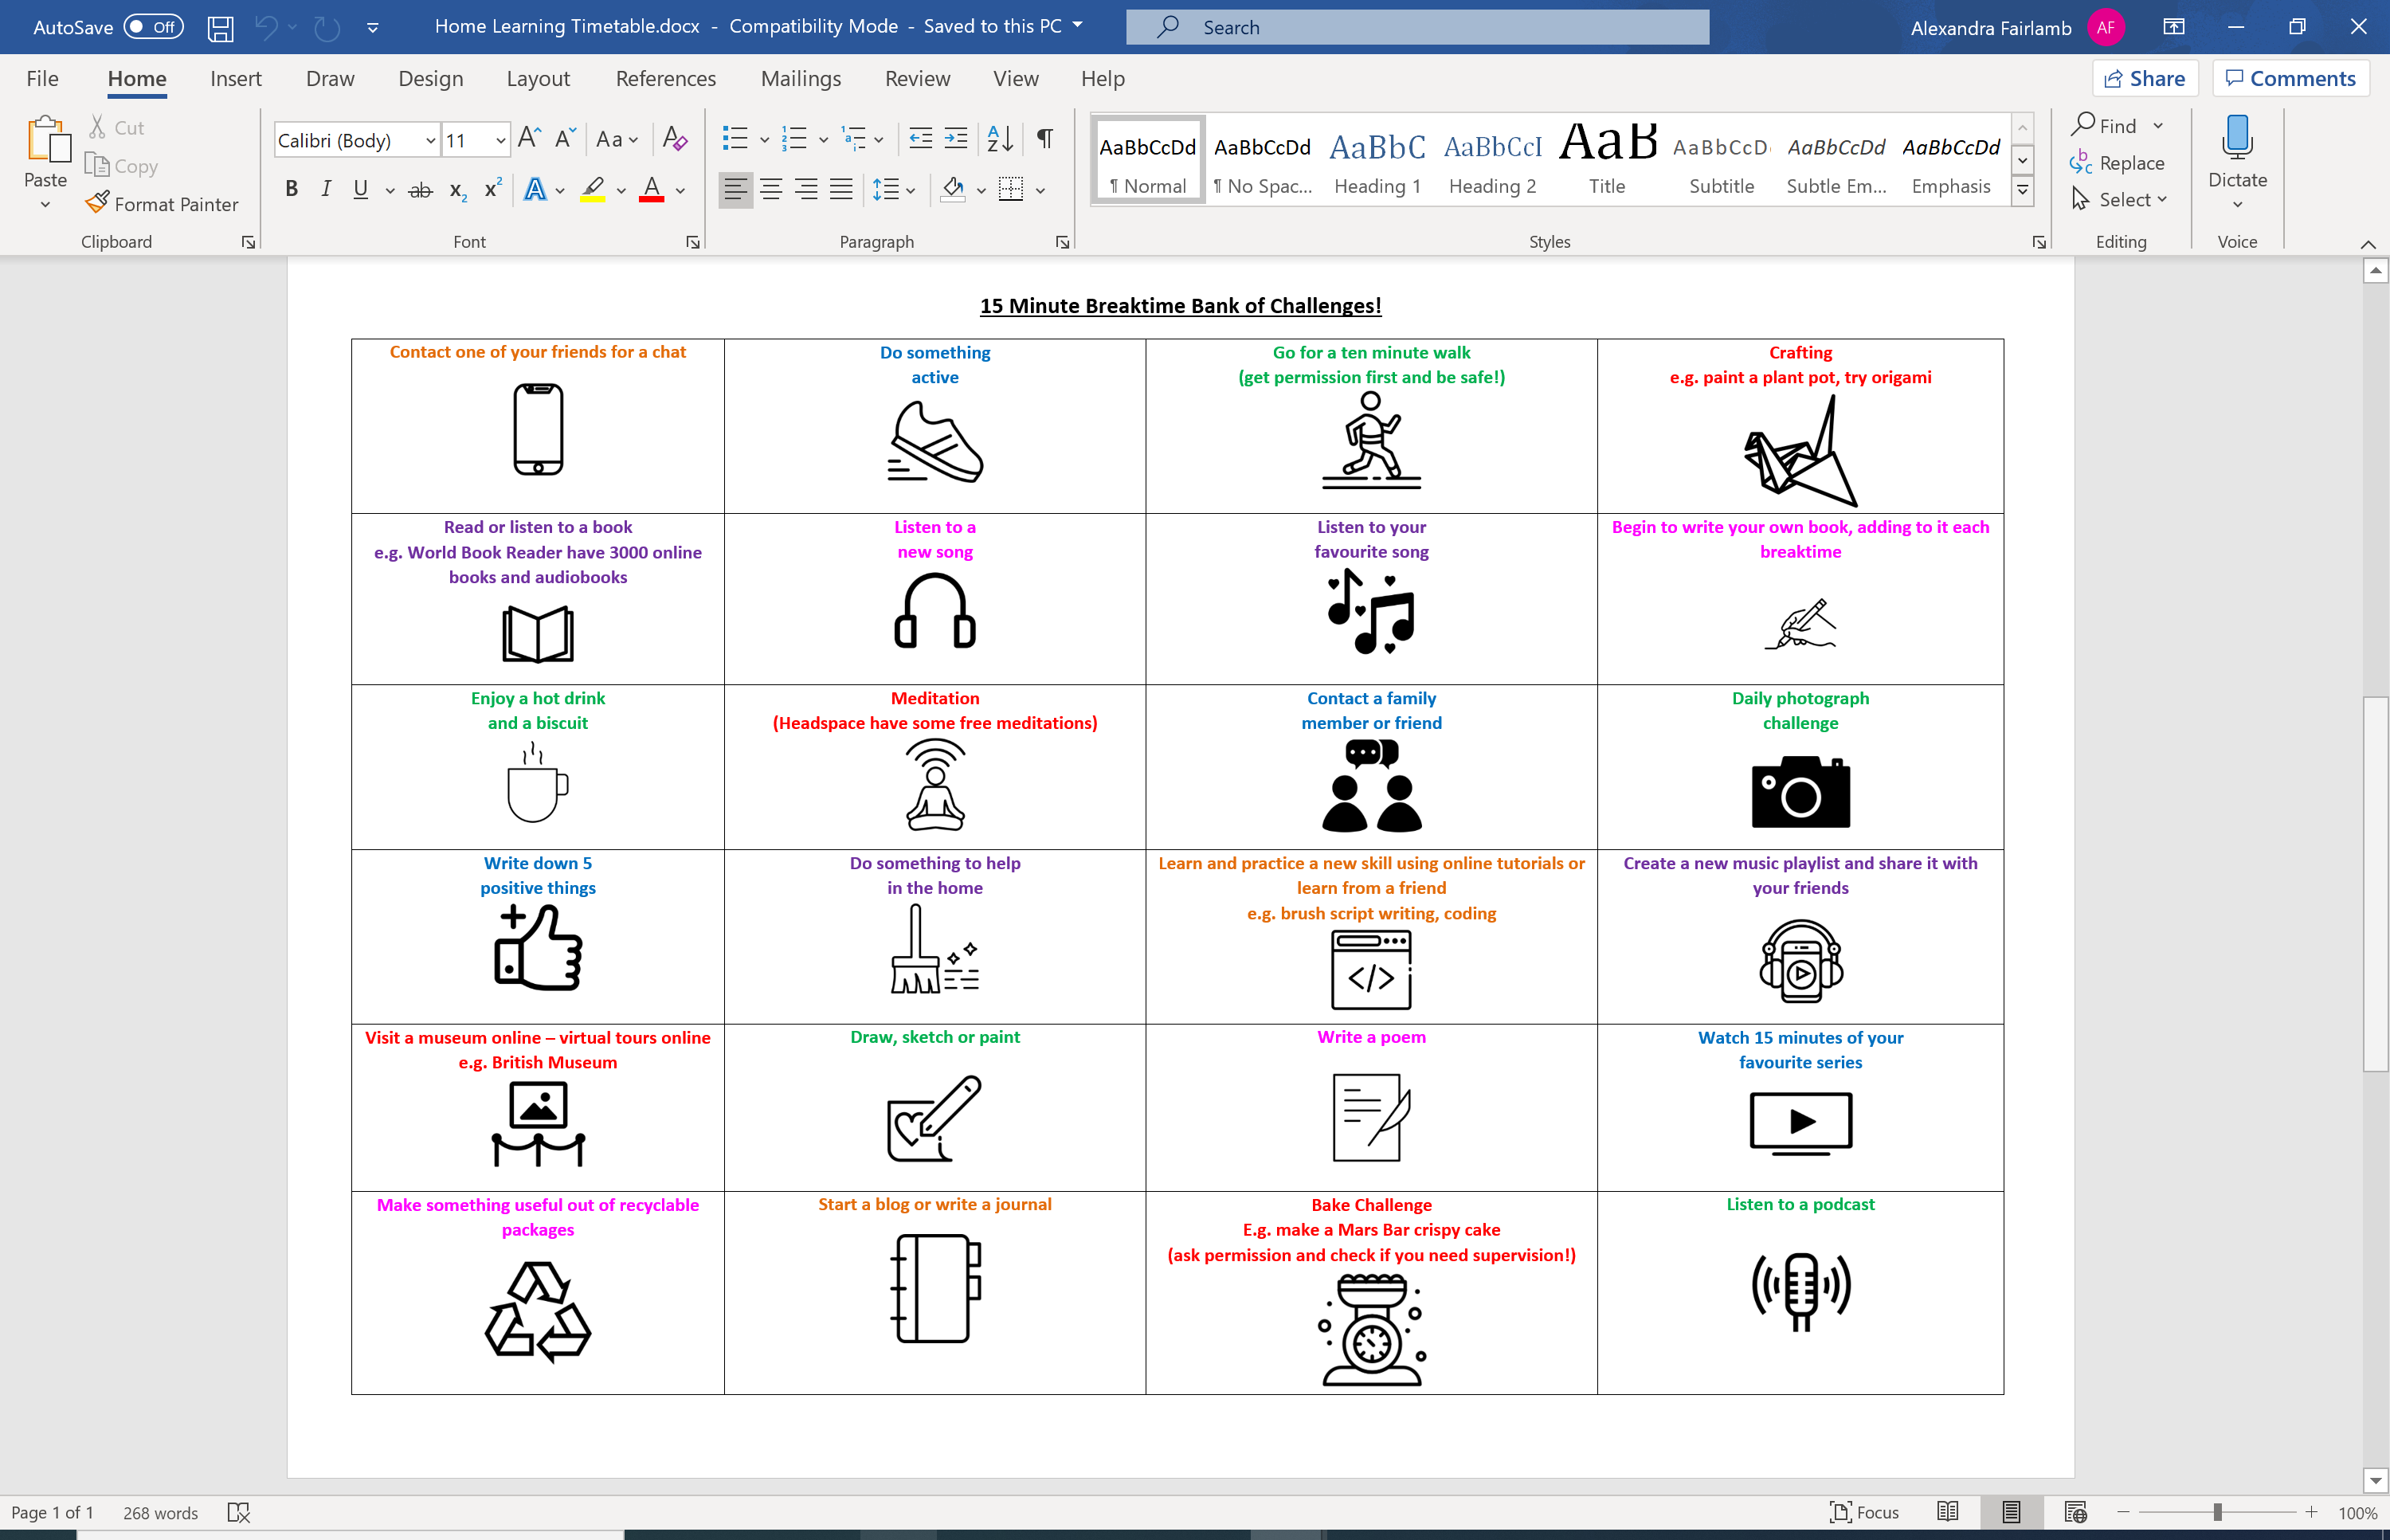 AutoSave Off Home Learning Timetable.docx - Compatibility Mode - Saved to this PC Search Alexandra Fairlamb AF
File Home Insert Draw Design Layout References Mailings Review View Help Share Comments
Paste
Cut
Copy
Format Painter
Clipboard
Calibri (Body) 11
Font
Paragraph
AaBbCcDd AaBbCcDd AaBbC AaBbCcI AaB AaBbCcD AaBbCcDd AaBbCcDd
¶ Normal ¶ No Spac... Heading 1 Heading 2 Title Subtitle Subtle Em... Emphasis
Styles
Find
Replace
Select
Editing
Dictate
Voice
15 Minute Breaktime Bank of Challenges!
Contact one of your friends for a chat
Do something
active
Go for a ten minute walk
(get permission first and be safe!)
Crafting
e.g. paint a plant pot, try origami
Read or listen to a book
e.g. World Book Reader have 3000 online
books and audiobooks
Listen to a
new song
Listen to your
favourite song
Begin to write your own book, adding to it each
breaktime
Enjoy a hot drink
and a biscuit
Meditation
(Headspace have some free meditations)
Contact a family
member or friend
Daily photograph
challenge
Write down 5
positive things
Do something to help
in the home
Learn and practice a new skill using online tutorials or
learn from a friend
e.g. brush script writing, coding
Create a new music playlist and share it with
your friends
Visit a museum online – virtual tours online
e.g. British Museum
Draw, sketch or paint
Write a poem
Watch 15 minutes of your
favourite series
Make something useful out of recyclable
packages
Start a blog or write a journal
Bake Challenge
E.g. make a Mars Bar crispy cake
(ask permission and check if you need supervision!)
Listen to a podcast
Page 1 of 1 268 words Focus 100%